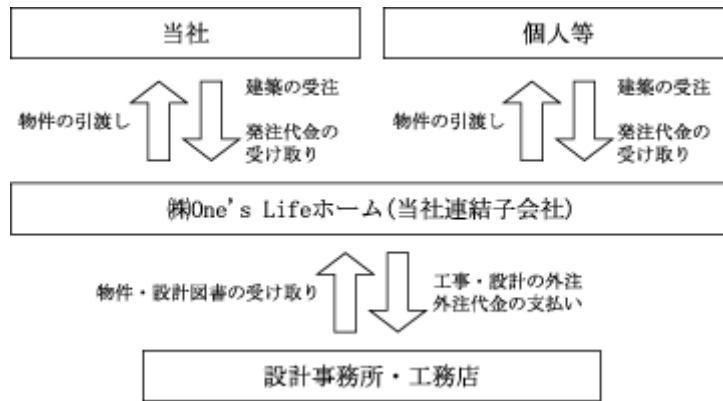 当社
個人等
物件の引渡し
建築の受注
発注代金の
受け取り
物件の引渡し
建築の受注
発注代金の
受け取り
㈱One's Lifeホーム(当社連結子会社)
物件・設計図書の受け取り
工事・設計の外注
外注代金の支払い
設計事務所・工務店